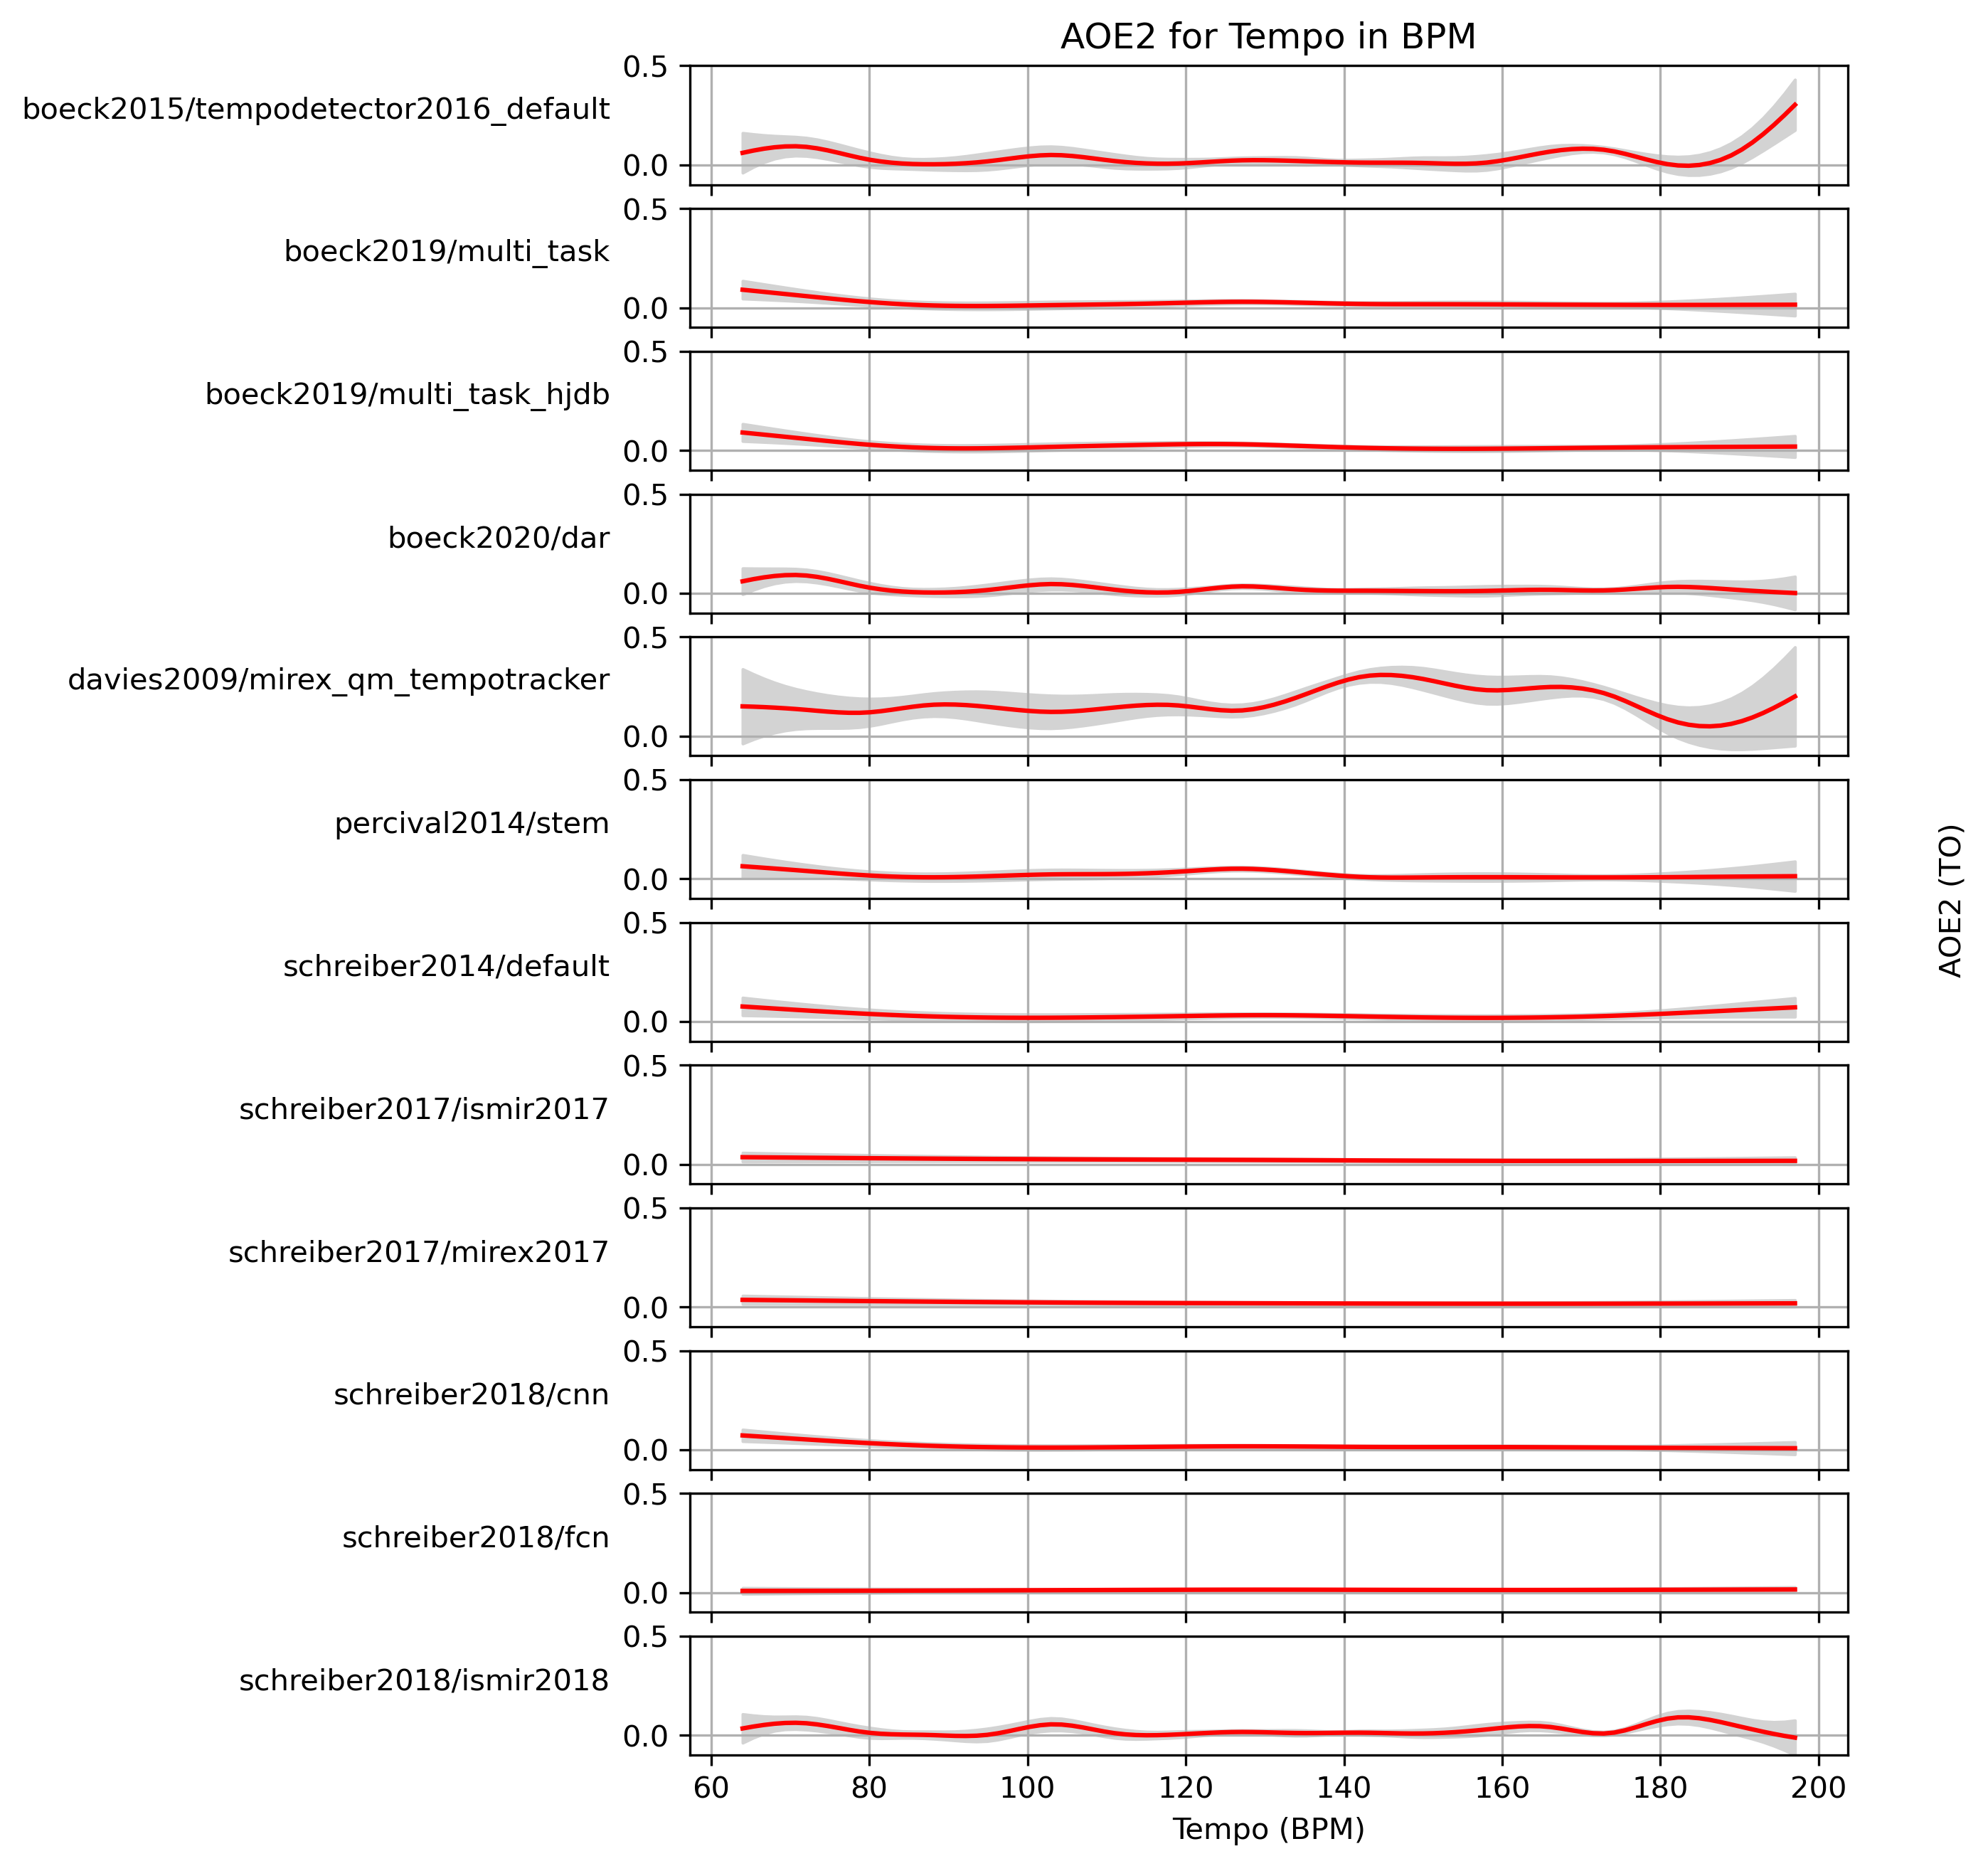 AOE2 for Tempo in BPM
0.5
boeck2015/tempodetector2016_default
0.0
0.5
boeck2019/multi_task
0.0
0.5
boeck2019/multi_task_hjdb
0.0
0.5
boeck2020/dar
0.0
0.5
davies2009/mirex_qm_tempotracker
0.0
0.5
percival2014/stem
0.0
AOE2 (TO)
0.5
schreiber2014/default
0.0
0.5
schreiber2017/ismir2017
0.0
0.5
schreiber2017/mirex2017
0.0
0.5
schreiber2018/cnn
0.0
0.5
schreiber2018/fcn
0.0
0.5
schreiber2018/ismir2018
0.0
60 80 100 120 140 160 180 200
Tempo (BPM)